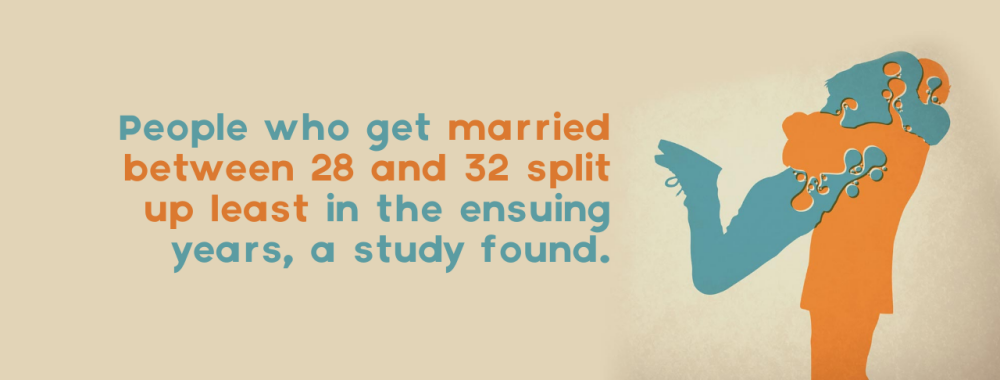 People who get married
between 28 and 32 split
up least in the ensuing
years, a study found.